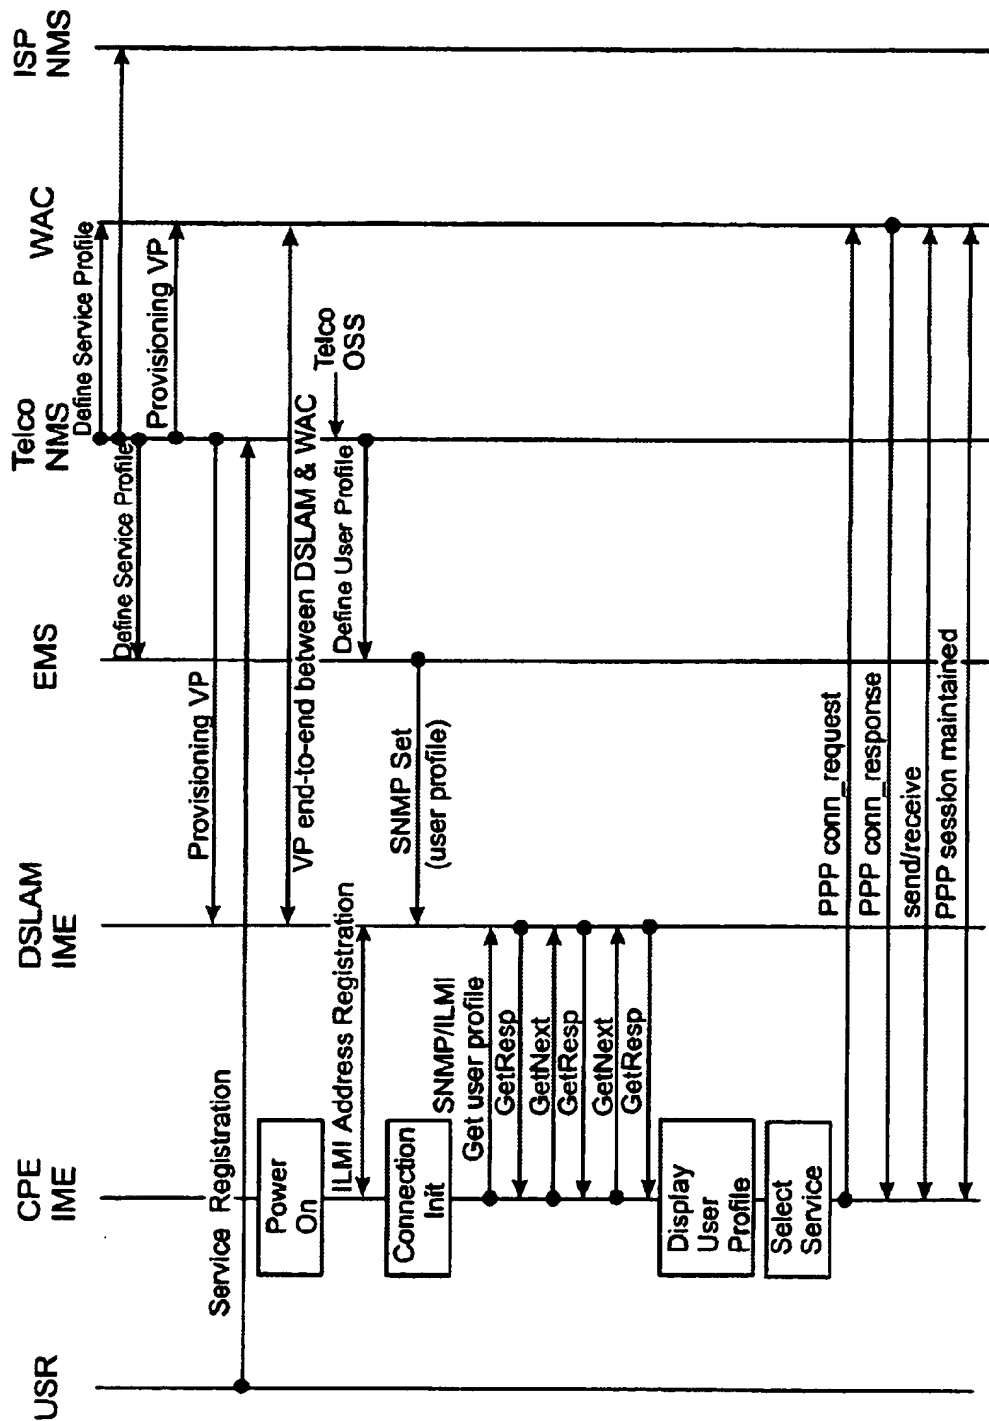 USR
CPE
IME
DSLAM
IME
EMS
Telco
NMS
WAC
ISP
NMS
Define Service Profile
Define Service Profile
Provisioning VP
Provisioning VP
Service Registration
Power
On
VP end-to-end between DSLAM & WAC
Telco
OSS
ILMI Address Registration
Define User Profile
Connection
Init
SNMP Set
(user profile)
SNMP/ILMI
Get user profile
GetResp
GetNext
GetResp
GetNext
GetResp
Display
User
Profile
Select
Service
PPP conn_request
PPP conn_response
send/receive
PPP session maintained